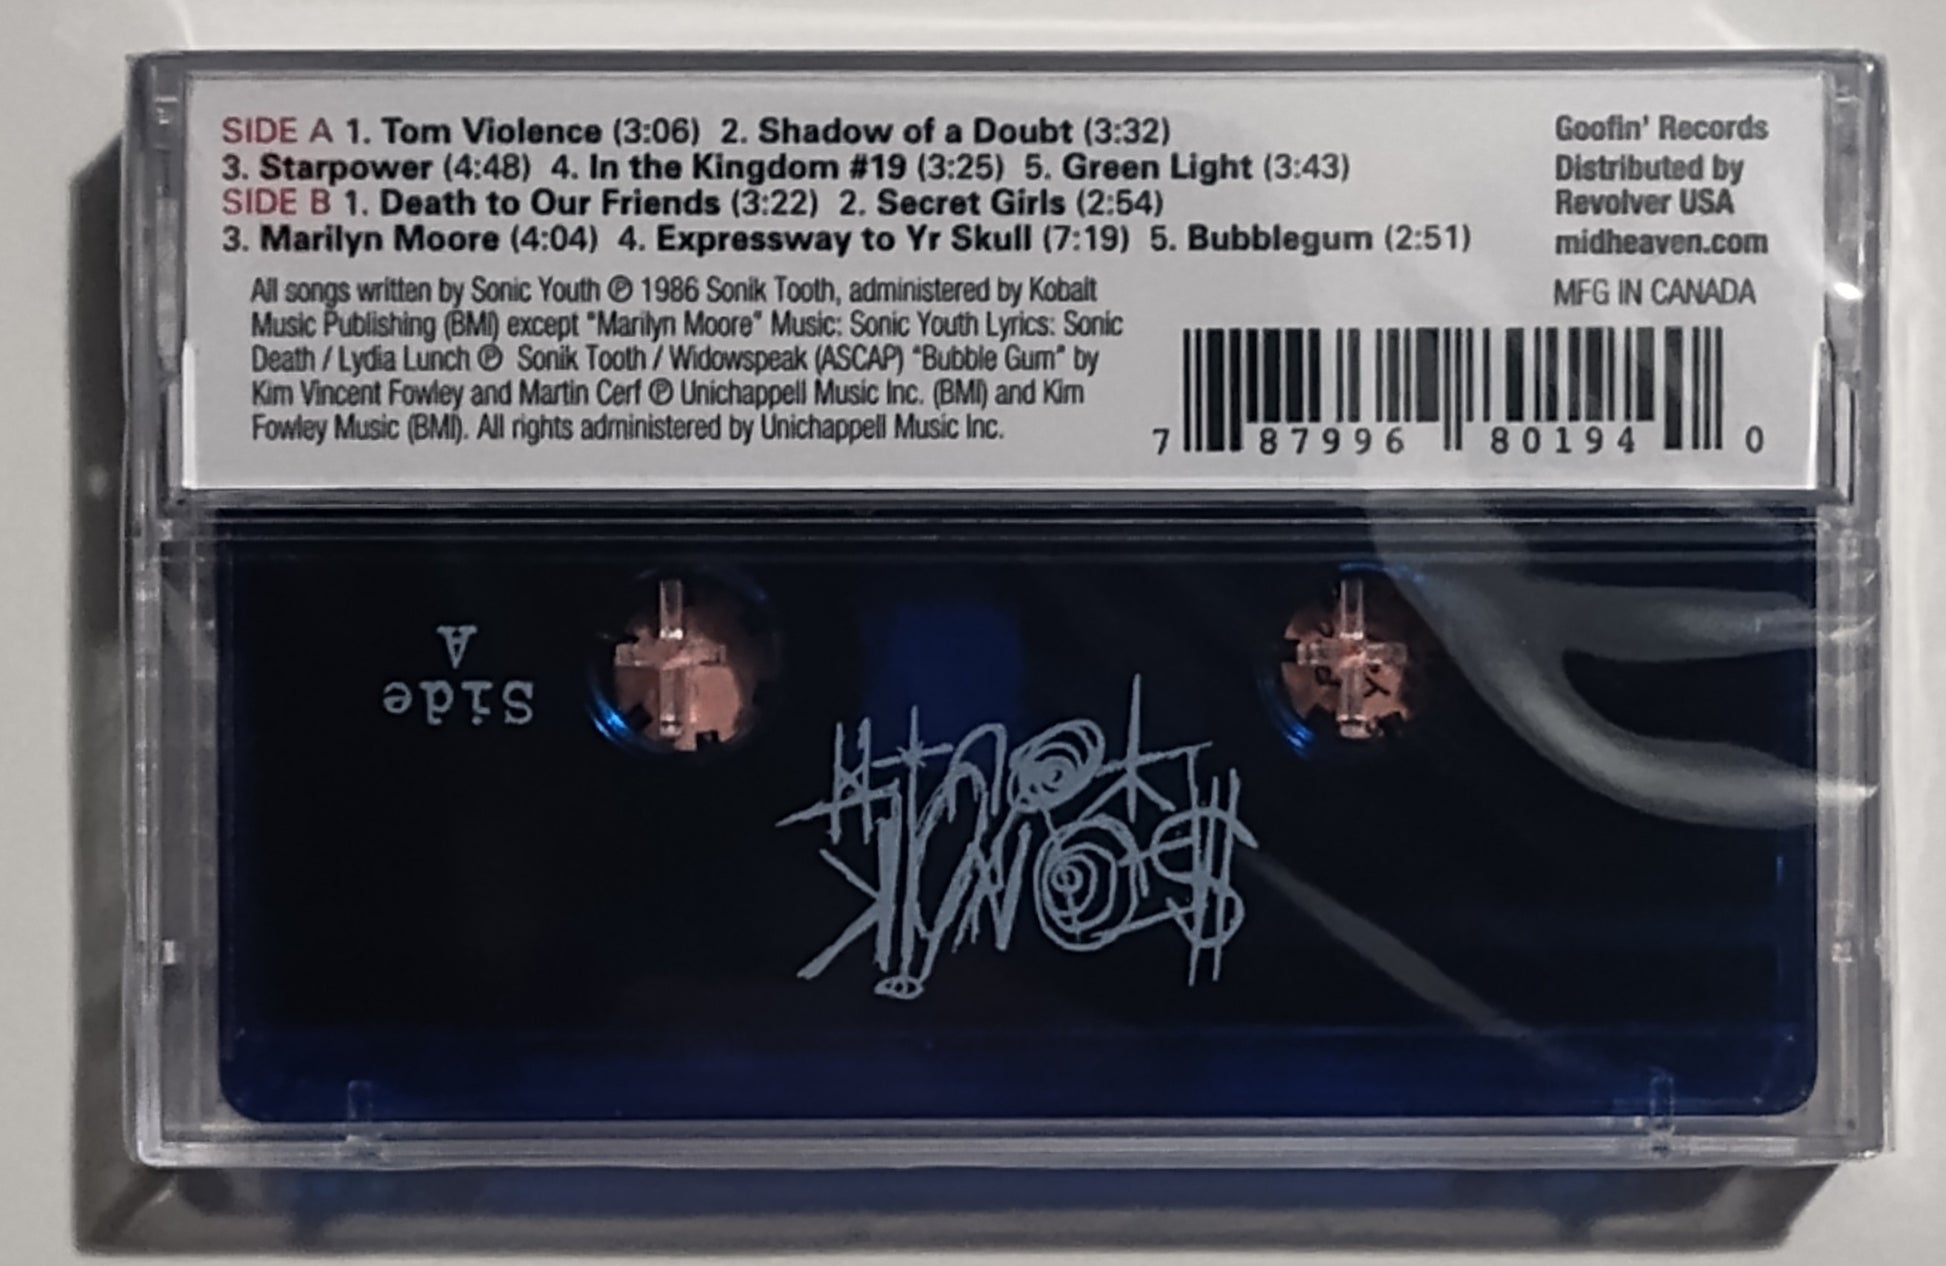 SIDE A 1. Tom Violence (3:06) 2. Shadow of a Doubt (3:32)
3. Starpower (4:48) 4. In the Kingdom #19 (3:25) 5. Green Light (3:43)
SIDE B 1. Death to Our Friends (3:22) 2. Secret Girls (2:54)
3. Marilyn Moore (4:04) 4. Expressway to Yr Skull (7:19) 5. Bubblegum (2:51)
All songs written by Sonic Youth ℗ 1986 Sonik Tooth, administered by Kobalt
Music Publishing (BMI) except "Marilyn Moore" Music: Sonic Youth Lyrics: Sonic
Death / Lydia Lunch ℗ Sonik Tooth / Widowspeak (ASCAP) "Bubble Gum" by
Kim Vincent Fowley and Martin Cerf ℗ Unichappell Music Inc. (BMI) and Kim
Fowley Music (BMI). All rights administered by Unichappell Music Inc.
Goofin' Records
Distributed by
Revolver USA
midheaven.com
MFG IN CANADA
7 87996 80194 0
Side
A
$ONIK
YOUTH